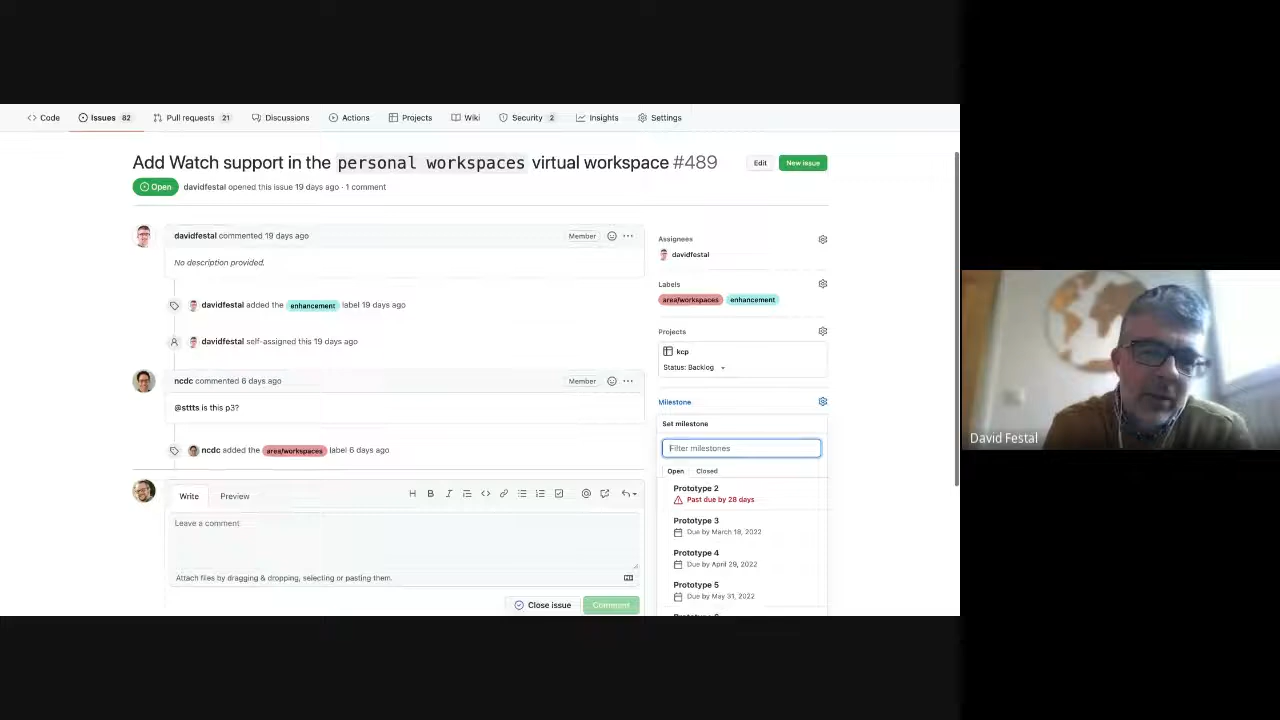 Code Issues 82 Pull requests 21 Discussions Actions Projects Wiki Security 2 Insights Settings
Add Watch support in the personal workspaces virtual workspace #489
Edit New issue
Open davidfestal opened this issue 19 days ago · 1 comment
davidfestal commented 19 days ago Member
No description provided.
davidfestal added the enhancement label 19 days ago
davidfestal self-assigned this 19 days ago
ncdc commented 6 days ago Member
@sttts is this p3?
ncdc added the area/workspaces label 6 days ago
Write Preview
Leave a comment
Attach files by dragging & dropping, selecting or pasting them.
Close issue Comment
Assignees
davidfestal
Labels
area/workspaces enhancement
Projects
kcp
Status: Backlog
Milestone
Set milestone
Filter milestones
Open Closed
Prototype 2
Past due by 28 days
Prototype 3
Due by March 18, 2022
Prototype 4
Due by April 29, 2022
Prototype 5
Due by May 31, 2022
David Festal